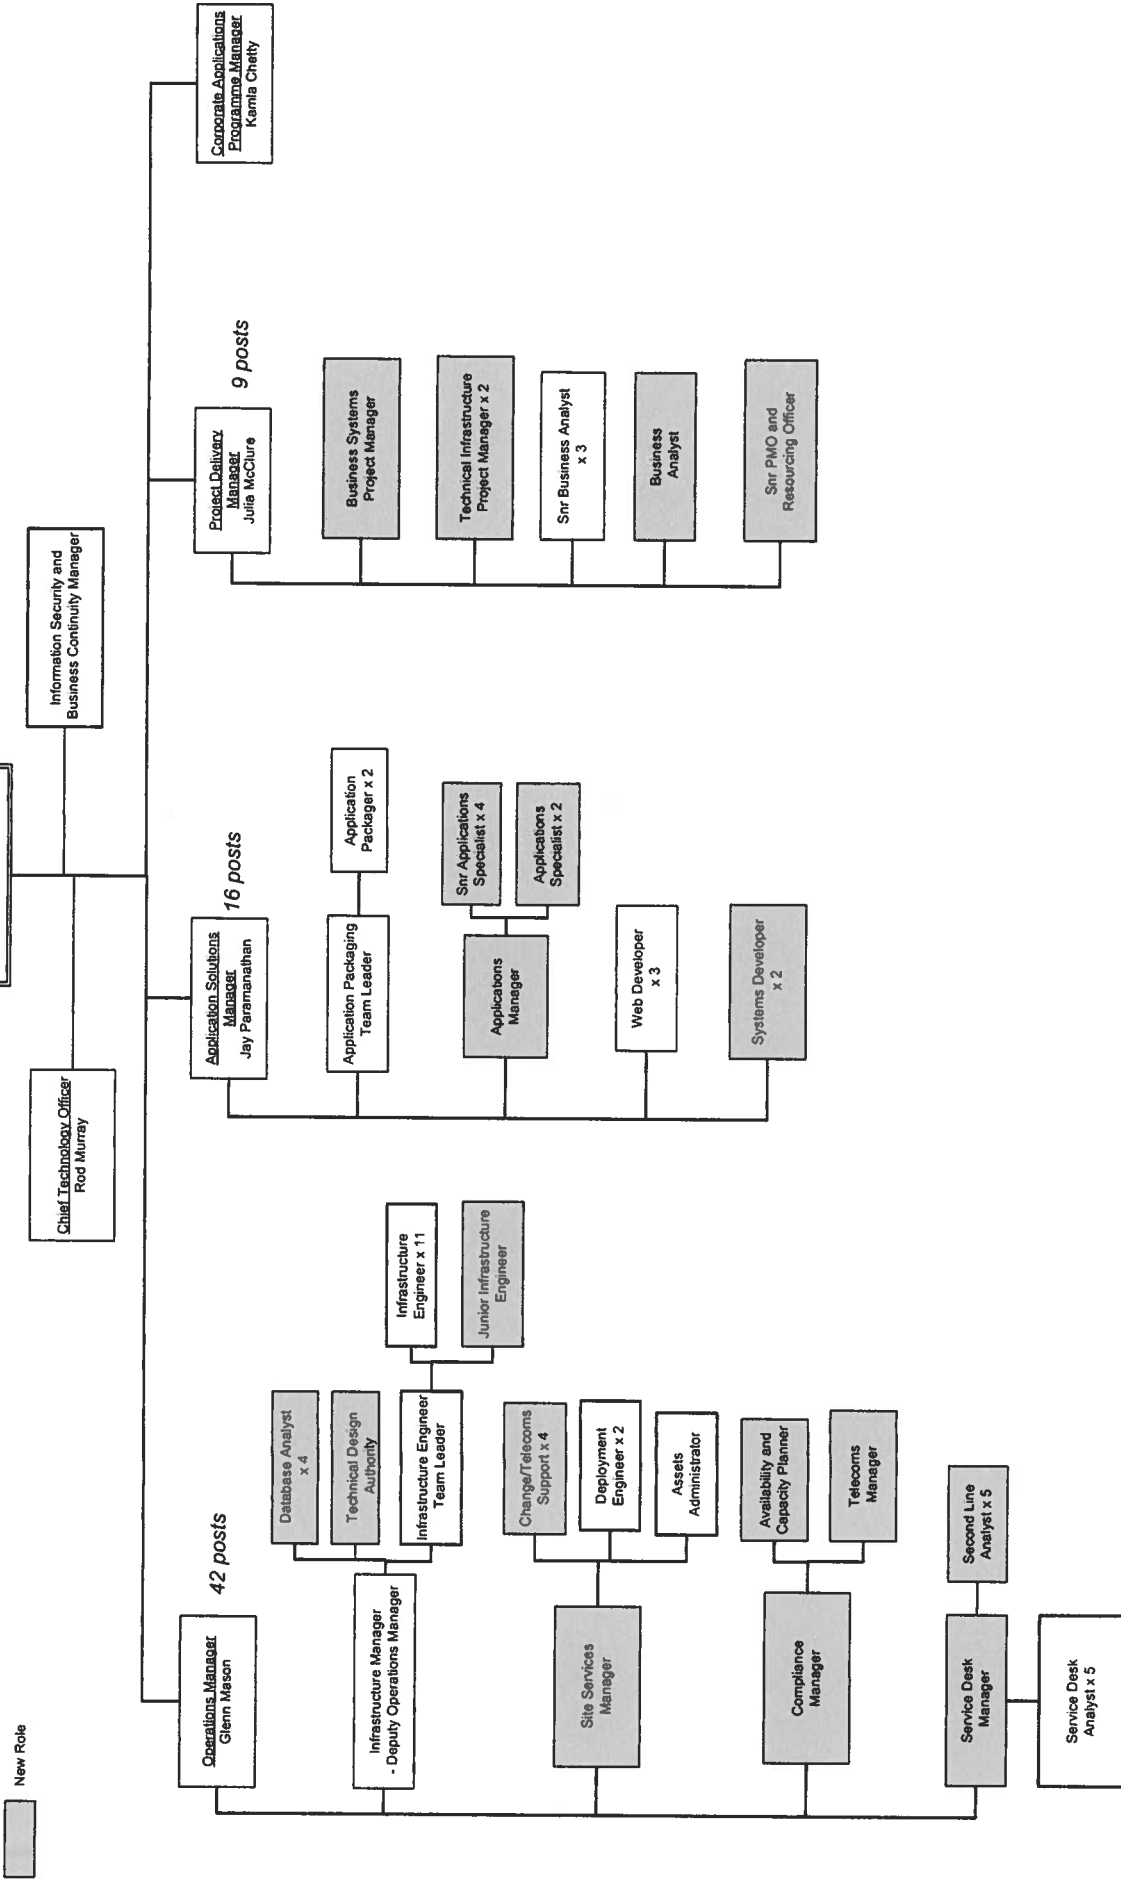 New Role
Chief Technology Officer
Rod Murray
Information Security and
Business Continuity Manager
Operations Manager
Glenn Mason
42 posts
Infrastructure Manager
- Deputy Operations Manager
Database Analyst
x 4
Technical Design
Authority
Infrastructure Engineer
Team Leader
Infrastructure
Engineer x 11
Junior Infrastructure
Engineer
Site Services
Manager
Change/Telecoms
Support x 4
Deployment
Engineer x 2
Assets
Administrator
Compliance
Manager
Availability and
Capacity Planner
Telecoms
Manager
Service Desk
Manager
Second Line
Analyst x 5
Service Desk
Analyst x 5
Application Solutions
Manager
Jay Paramanathan
16 posts
Application Packaging
Team Leader
Application
Packager x 2
Applications
Manager
Snr Applications
Specialist x 4
Applications
Specialist x 2
Web Developer
x 3
Systems Developer
x 2
Project Delivery
Manager
Julia McClure
9 posts
Business Systems
Project Manager
Technical Infrastructure
Project Manager x 2
Snr Business Analyst
x 3
Business
Analyst
Snr PMO and
Resourcing Officer
Corporate Applications
Programme Manager
Kamla Chetty